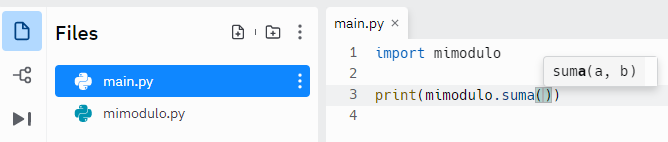 Files
main.py
mimodulo.py
main.py ×
1 import mimodulo
2
3 print(mimodulo.suma())
suma(a, b)
4